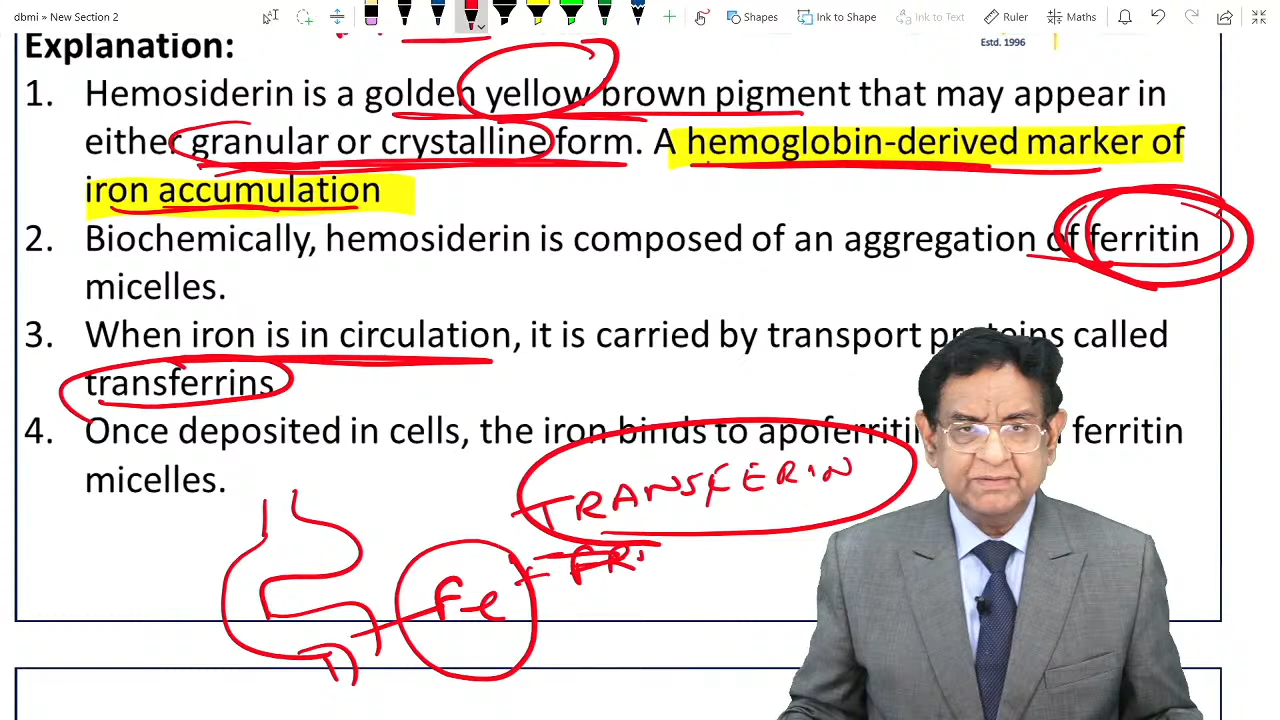 dbmi » New Section 2
Shapes
Ink to Shape
Ink to Text
Ruler
Maths
Explanation:
Estd. 1996
1. Hemosiderin is a golden yellow brown pigment that may appear in
either granular or crystalline form. A hemoglobin-derived marker of
iron accumulation
2. Biochemically, hemosiderin is composed of an aggregation of ferritin
micelles.
3. When iron is in circulation, it is carried by transport proteins called
transferrins
4. Once deposited in cells, the iron binds to apoferritin ferritin
micelles.
TRANSFERIN
Fe